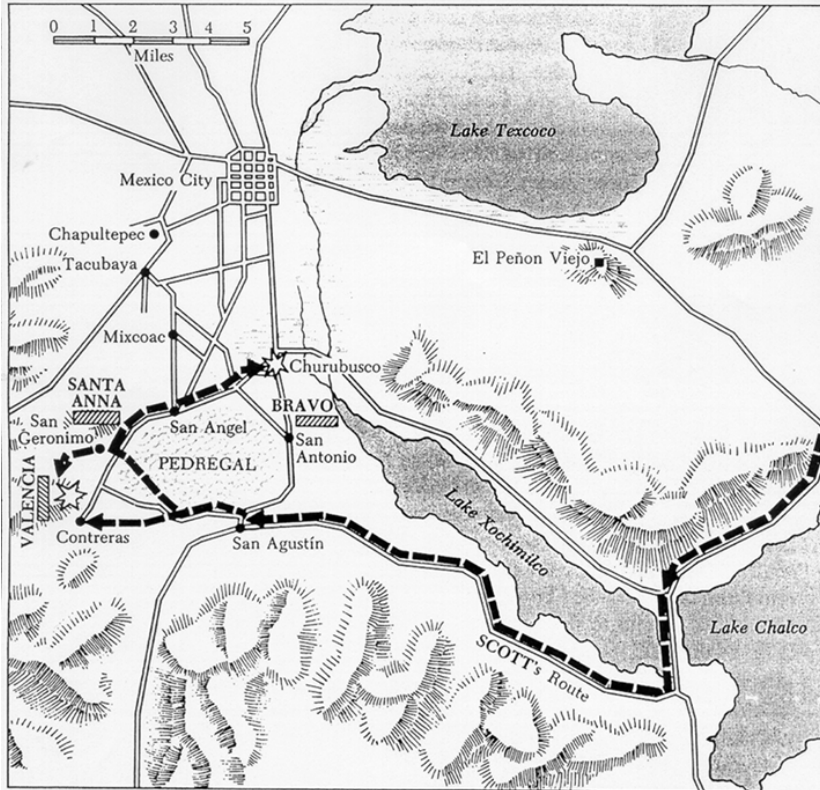 0 1 2 3 4 5
Miles
Lake Texcoco
Mexico City
Chapultepec
Tacubaya
El Peñon Viejo
Mixcoac
Churubusco
SANTA
ANNA
BRAVO
San
Geronimo
San Angel
San
Antonio
PEDREGAL
VALENCIA
Lake Xochimilco
Contreras
San Agustín
SCOTT's Route
Lake Chalco